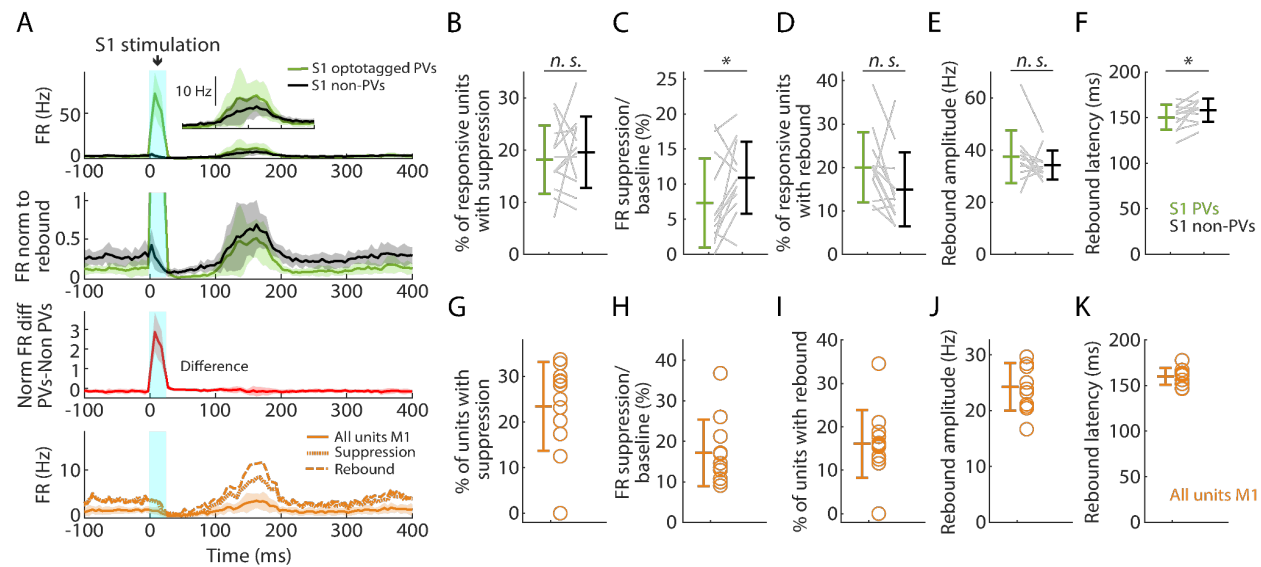 A
S1 stimulation
S1 optotagged PVs
S1 non-PVs
10 Hz
FR (Hz)
50
0
-100 0 100 200 300 400
FR norm to
rebound
1
0.5
0
-100 0 100 200 300 400
Norm FR diff
PVs-Non PVs
3
2
1
0
Difference
-100 0 100 200 300 400
All units M1
Suppression
Rebound
FR (Hz)
10
0
-100 0 100 200 300 400
Time (ms)
B
n. s.
% of responsive units
with suppression
30
20
10
0
C
*
FR suppression/
baseline (%)
25
20
15
10
5
0
D
n. s.
% of responsive units
with rebound
40
30
20
10
0
E
n. s.
Rebound amplitude (Hz)
60
40
20
0
F
*
Rebound latency (ms)
200
150
100
50
0
S1 PVs
S1 non-PVs
G
% of units with
suppression
30
20
10
0
H
FR suppression/
baseline (%)
40
30
20
10
0
I
% of units with rebound
40
30
20
10
0
J
Rebound amplitude (Hz)
30
20
10
0
K
Rebound latency (ms)
200
150
100
50
0
All units M1